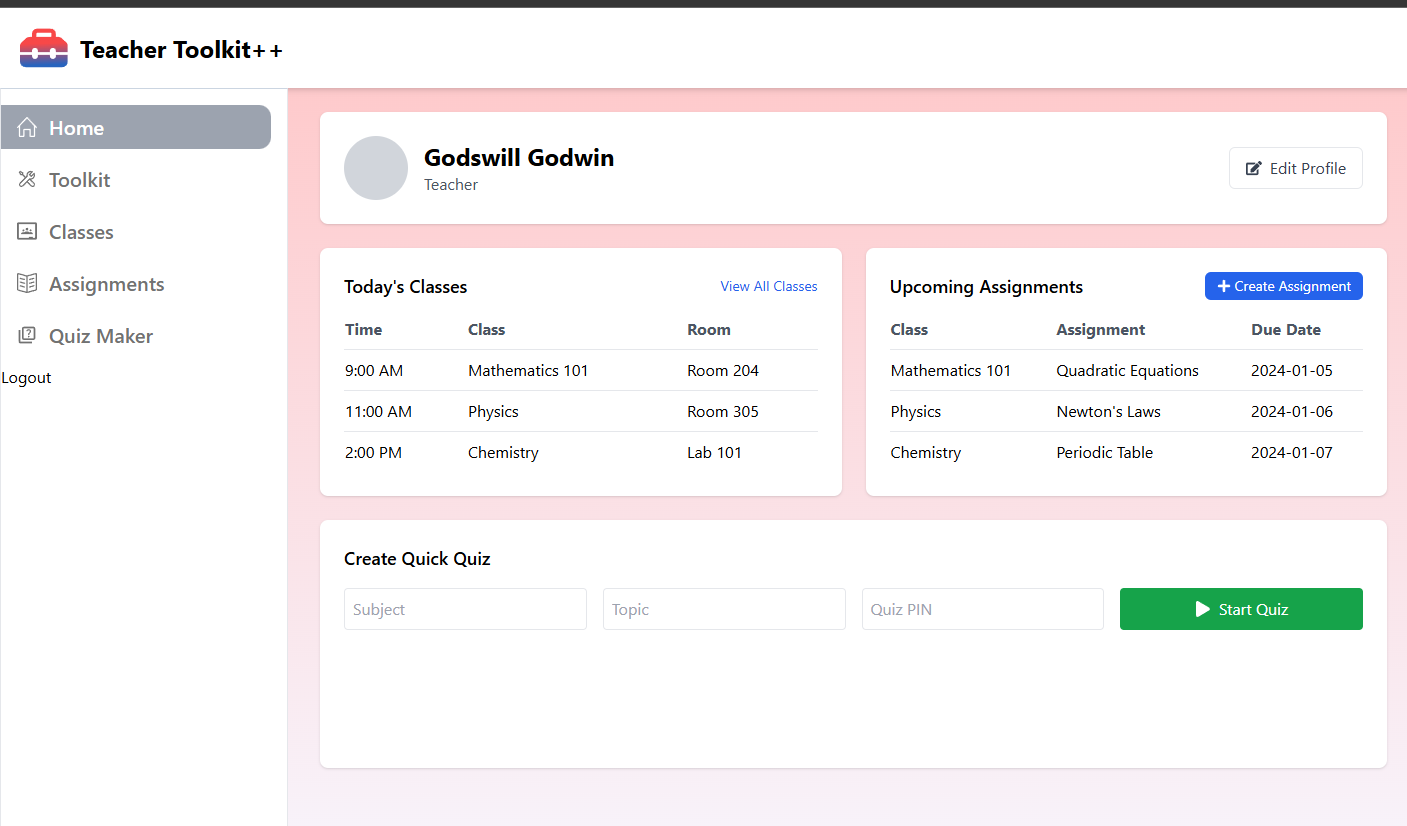 Teacher Toolkit++
Home
Toolkit
Classes
Assignments
Quiz Maker
Logout
Godswill Godwin
Teacher
Edit Profile
Today's Classes View All Classes
Time Class Room
9:00 AM Mathematics 101 Room 204
11:00 AM Physics Room 305
2:00 PM Chemistry Lab 101
Upcoming Assignments Create Assignment
Class Assignment Due Date
Mathematics 101 Quadratic Equations 2024-01-05
Physics Newton's Laws 2024-01-06
Chemistry Periodic Table 2024-01-07
Create Quick Quiz
Subject Topic Quiz PIN Start Quiz